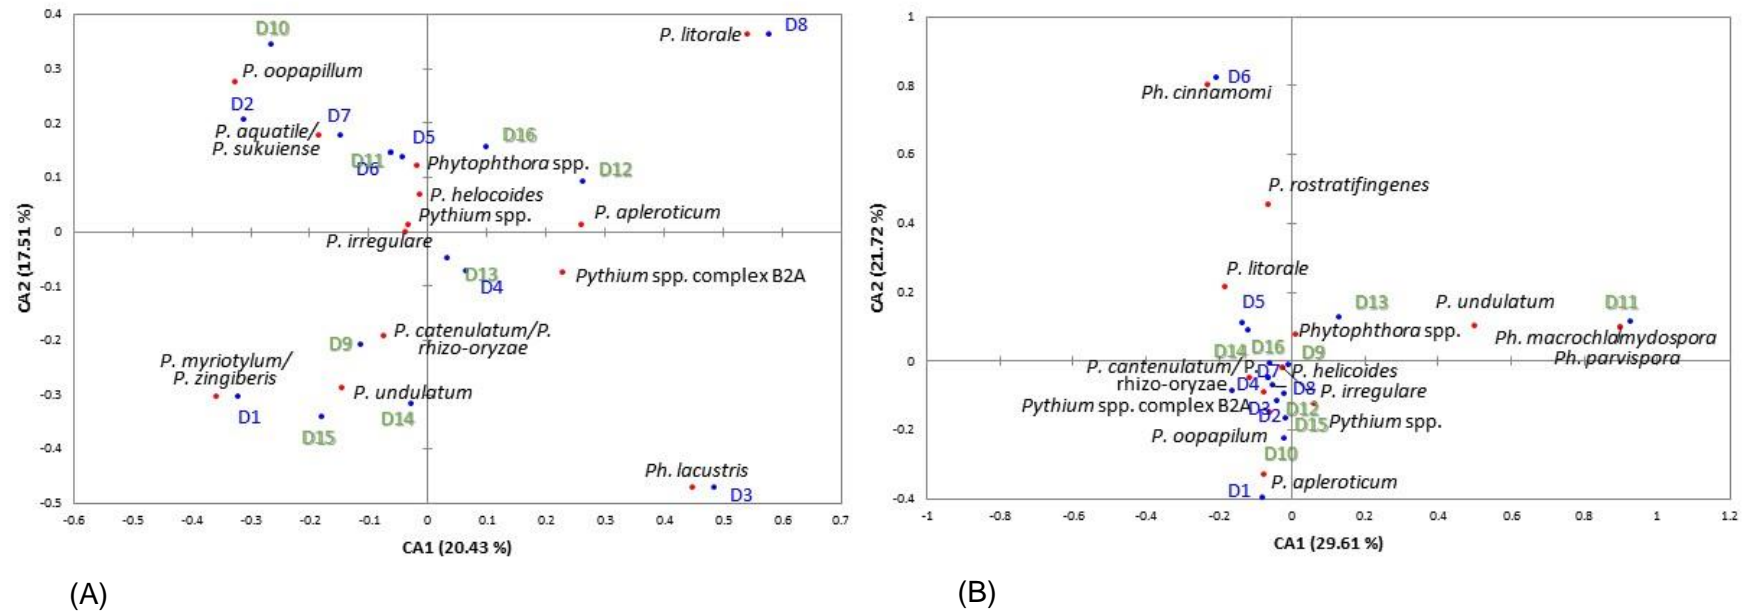 0.4
0.3
0.2
0.1
0
-0.1
-0.2
-0.3
-0.4
-0.5
CA2 (17.51 %)
D10
P. oopapillum
D2
D7
P. aquatile/
P. sukuiense
D11
D6
D5
Phytophthora spp.
P. helocoides
Pythium spp.
P. irregulare
P. litorale
D8
D16
D12
P. apleroticum
Pythium spp. complex B2A
D13
D4
D9
P. catenulatum/P.
rhizo-oryzae
P. myriotylum/
P. zingiberis
D1
P. undulatum
D15
D14
Ph. lacustris
D3
-0.6 -0.5 -0.4 -0.3 -0.2 -0.1 0 0.1 0.2 0.3 0.4 0.5 0.6 0.7
CA1 (20.43 %)
(A)
1
0.8
0.6
0.4
0.2
0
-0.2
-0.4
CA2 (21.72 %)
D6
Ph. cinnamomi
P. rostratifingenes
P. litorale
D5
D13
P. undulatum
D11
Phytophthora spp.
Ph. macrochlamydospora
Ph. parvispora
D14 D16 D9
P. cantenulatum/P.
rhizo-oryzae
D7
P. helicoides
D4
D8
P. irregulare
Pythium spp. complex B2A
D3
D12
D2
D15
Pythium spp.
P. oopapilum
D10
P. apleroticum
D1
-1 -0.8 -0.6 -0.4 -0.2 0 0.2 0.4 0.6 0.8 1 1.2
CA1 (29.61 %)
(B)